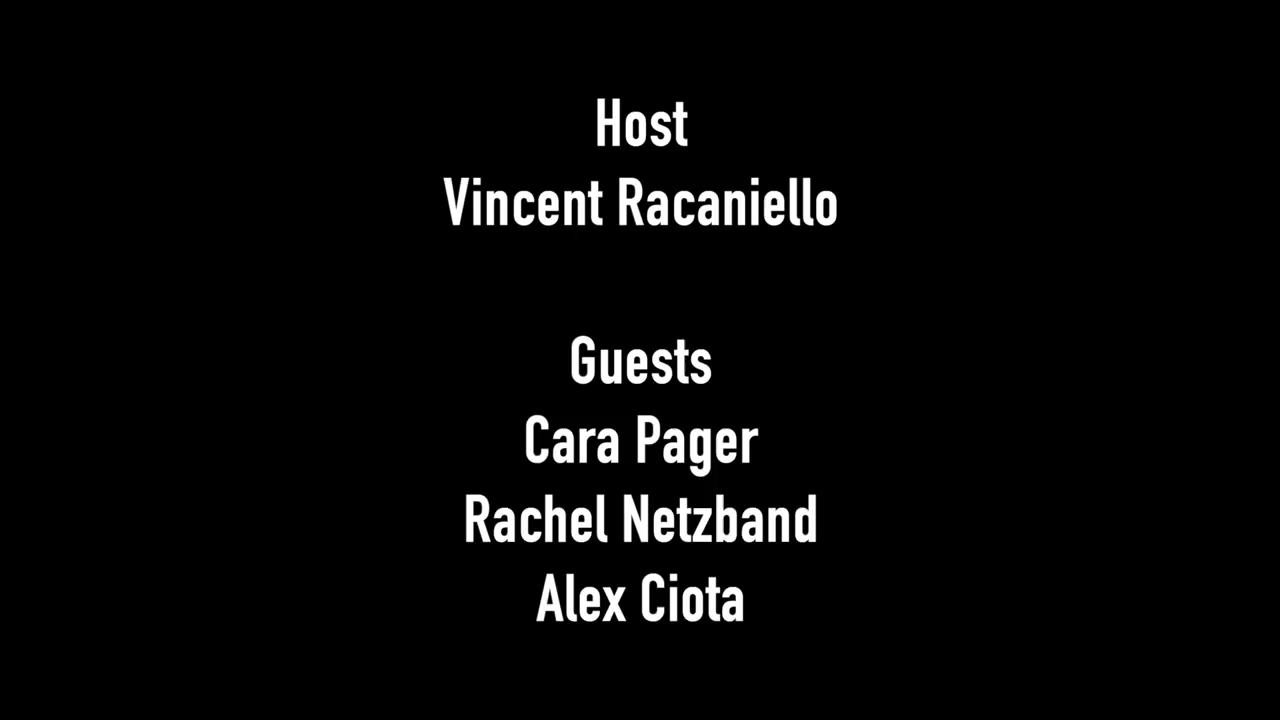 Host
Vincent Racaniello
Guests
Cara Pager
Rachel Netzband
Alex Ciota